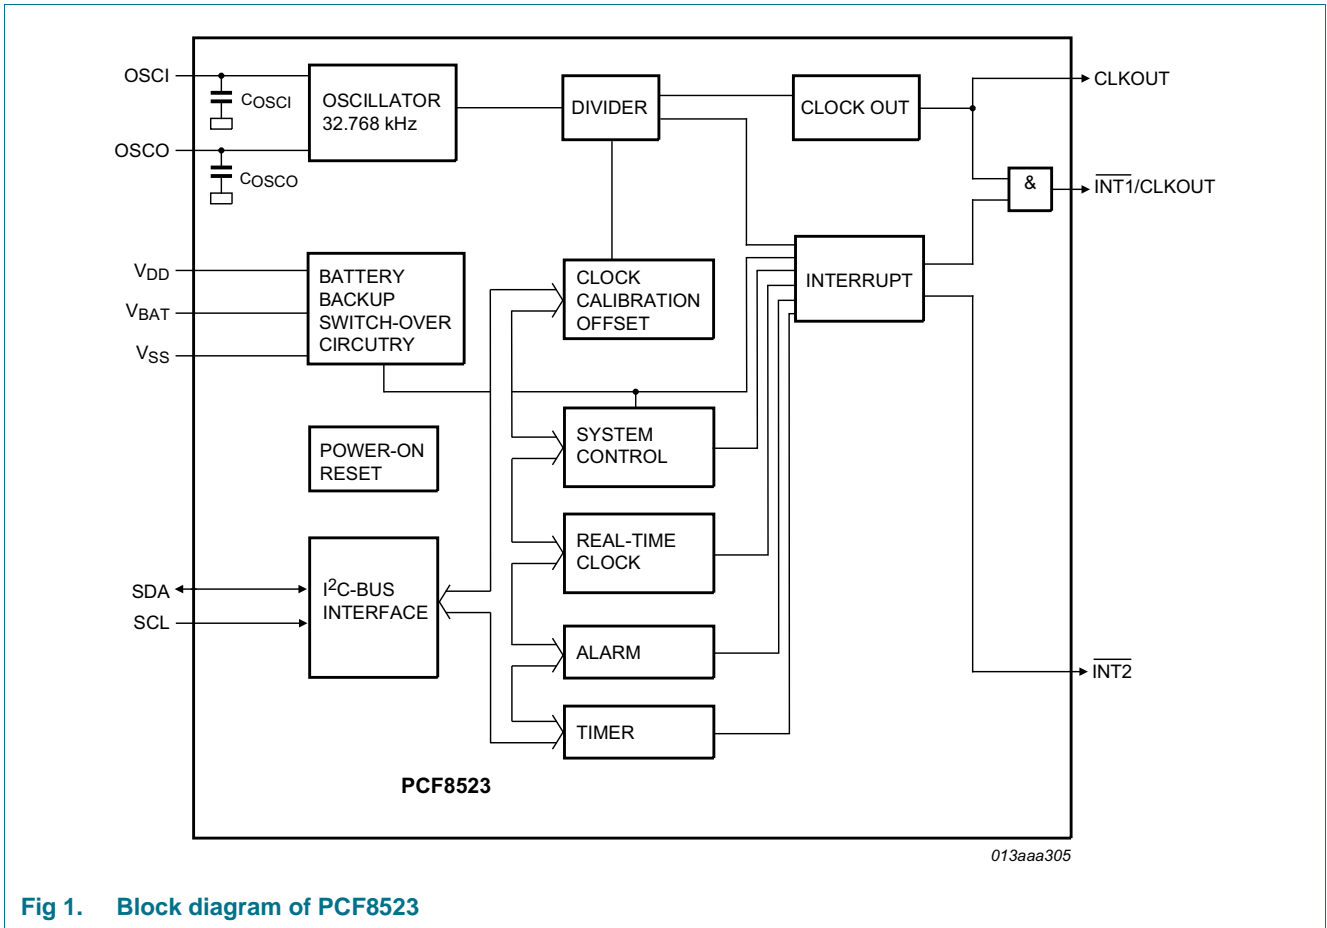 OSCI
COSCI
OSCO
COSCO
OSCILLATOR
32.768 kHz
DIVIDER
CLOCK OUT
CLKOUT
&
INT1/CLKOUT
VDD
VBAT
VSS
BATTERY
BACKUP
SWITCH-OVER
CIRCUTRY
CLOCK
CALIBRATION
OFFSET
INTERRUPT
POWER-ON
RESET
SYSTEM
CONTROL
REAL-TIME
CLOCK
SDA
SCL
I2C-BUS
INTERFACE
ALARM
TIMER
INT2
PCF8523
013aaa305
Fig 1. Block diagram of PCF8523